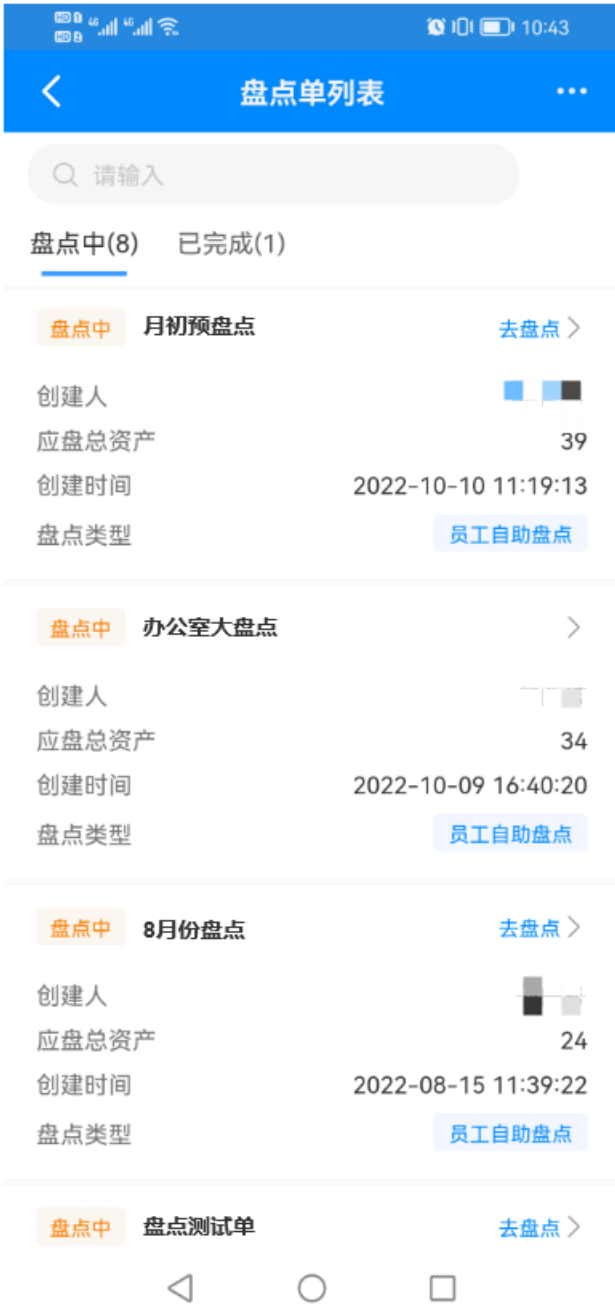 10:43
盘点单列表
请输入
盘点中(8) 已完成(1)
盘点中 月初预盘点 去盘点
创建人
应盘总资产 39
创建时间 2022-10-10 11:19:13
盘点类型 员工自助盘点
盘点中 办公室大盘点
创建人
应盘总资产 34
创建时间 2022-10-09 16:40:20
盘点类型 员工自助盘点
盘点中 8月份盘点 去盘点
创建人
应盘总资产 24
创建时间 2022-08-15 11:39:22
盘点类型 员工自助盘点
盘点中 盘点测试单 去盘点